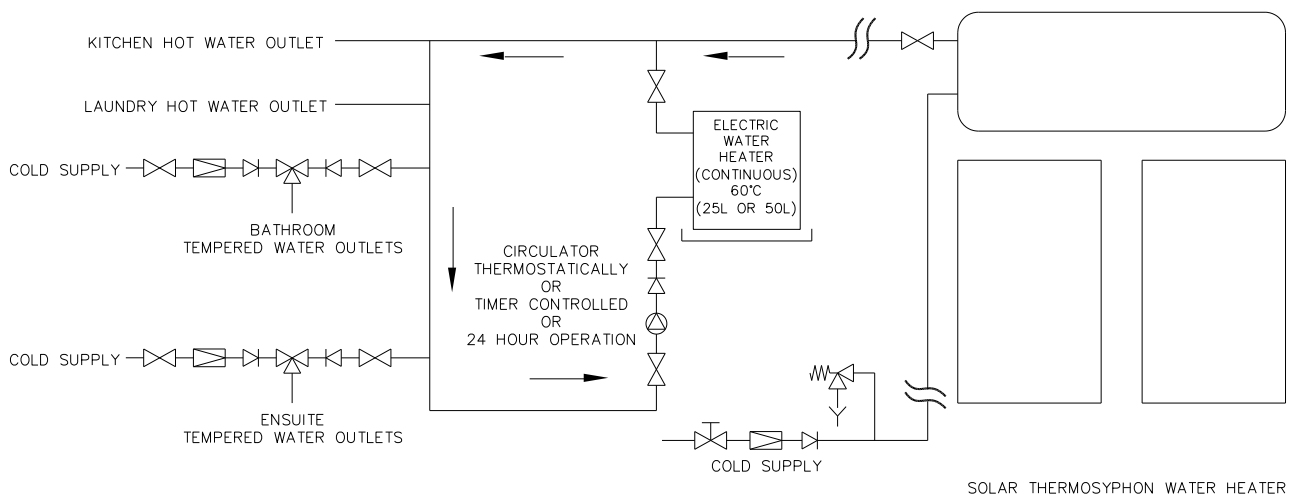 KITCHEN HOT WATER OUTLET
LAUNDRY HOT WATER OUTLET
COLD SUPPLY
BATHROOM
TEMPERED WATER OUTLETS
ELECTRIC
WATER
HEATER
(CONTINUOUS)
60°C
(25L OR 50L)
CIRCULATOR
THERMOSTATICALLY
OR
TIMER CONTROLLED
OR
24 HOUR OPERATION
COLD SUPPLY
ENSUITE
TEMPERED WATER OUTLETS
COLD SUPPLY
SOLAR THERMOSYPHON WATER HEATER